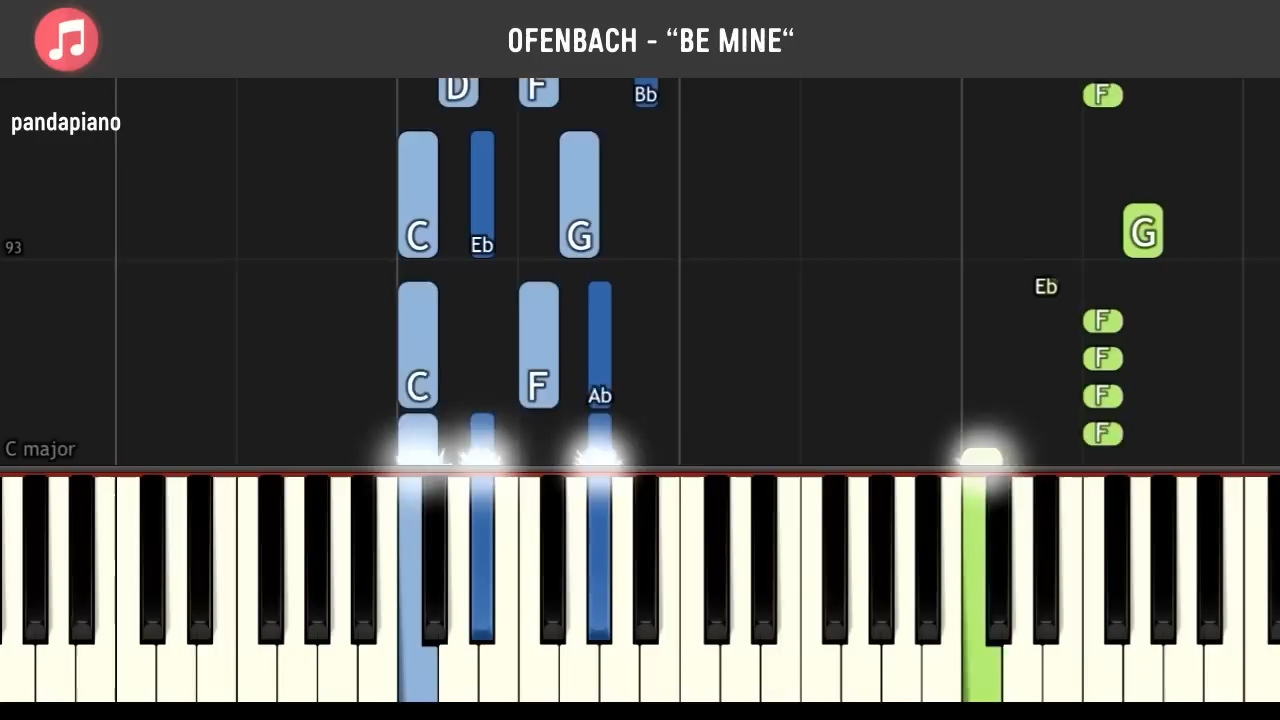 OFENBACH - “BE MINE“
D F Bb F
pandapiano
C Eb G G
93
Eb
F
F
C F Ab F
F
C major